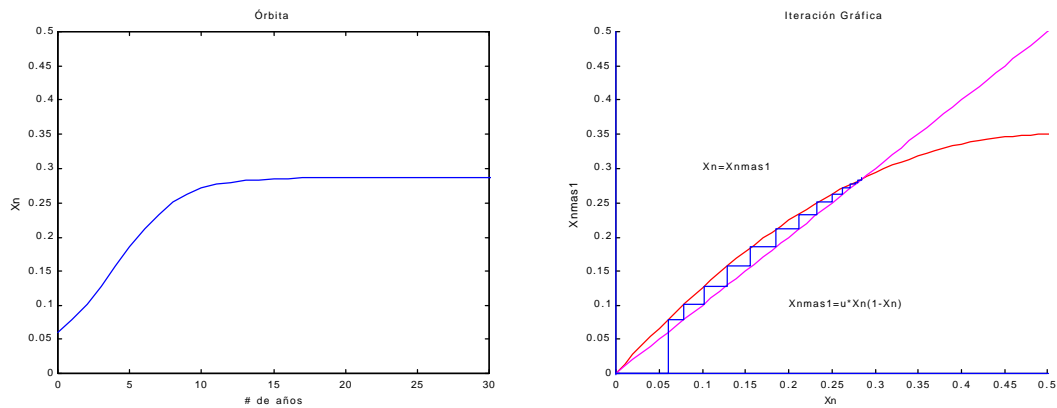 Órbita
0.5
0.45
0.4
0.35
0.3
0.25
0.2
0.15
0.1
0.05
0
Xn
0 5 10 15 20 25 30
# de años
Iteración Gráfica
0.5
0.45
0.4
0.35
0.3
0.25
0.2
0.15
0.1
0.05
0
Xnmas1
Xn=Xnmas1
Xnmas1=u*Xn(1-Xn)
0 0.05 0.1 0.15 0.2 0.25 0.3 0.35 0.4 0.45 0.5
Xn